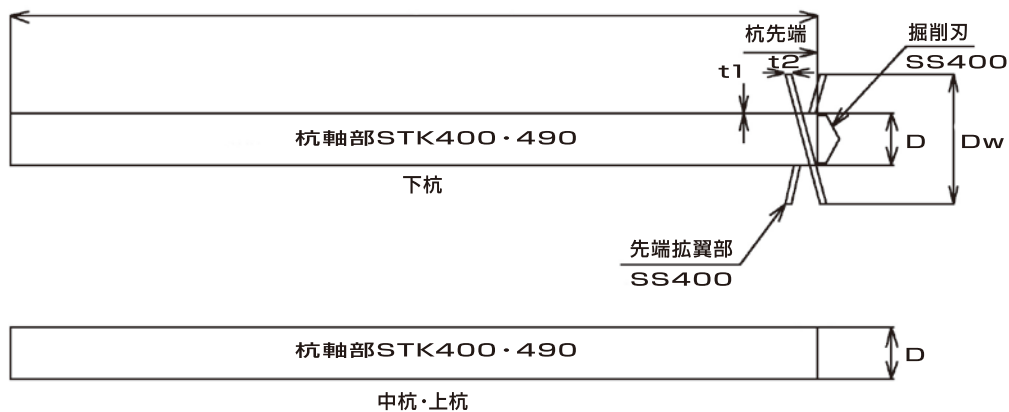 杭先端
掘削刃
SS400
t2
t1
杭軸部STK400・490
D
Dw
下杭
先端拡翼部
SS400
杭軸部STK400・490
D
中杭・上杭